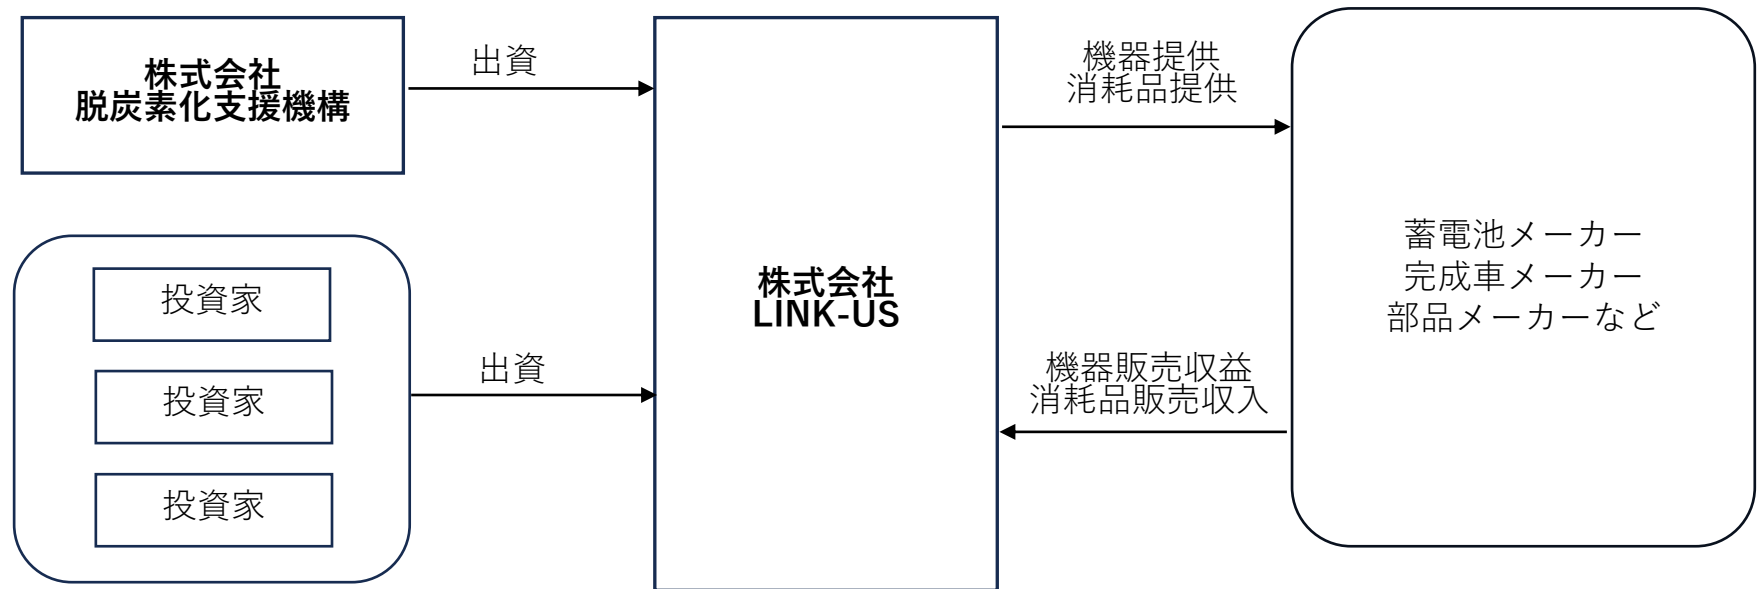 株式会社
脱炭素化支援機構
出資
投資家
投資家
投資家
出資
株式会社
LINK-US
機器提供
消耗品提供
機器販売収益
消耗品販売収入
蓄電池メーカー
完成車メーカー
部品メーカーなど